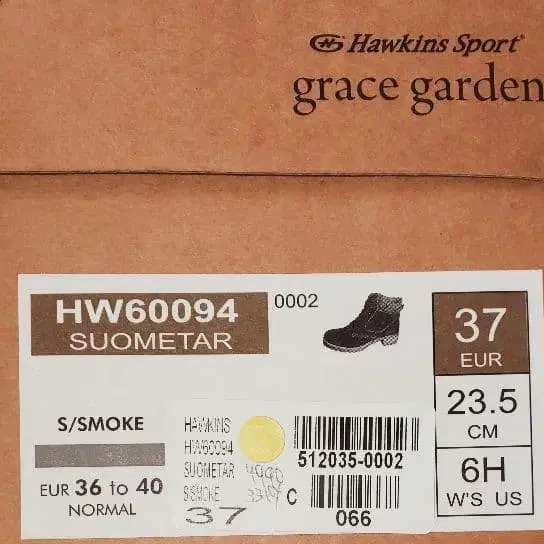 Hawkins Sport
grace garden
HW60094
SUOMETAR
0002
37
EUR
23.5
CM
6H
W'S US
S/SMOKE
EUR 36 to 40
NORMAL
HAWKINS
HW60094
SUOMETAR
S/SMOKE
37
C
512035-0002
066